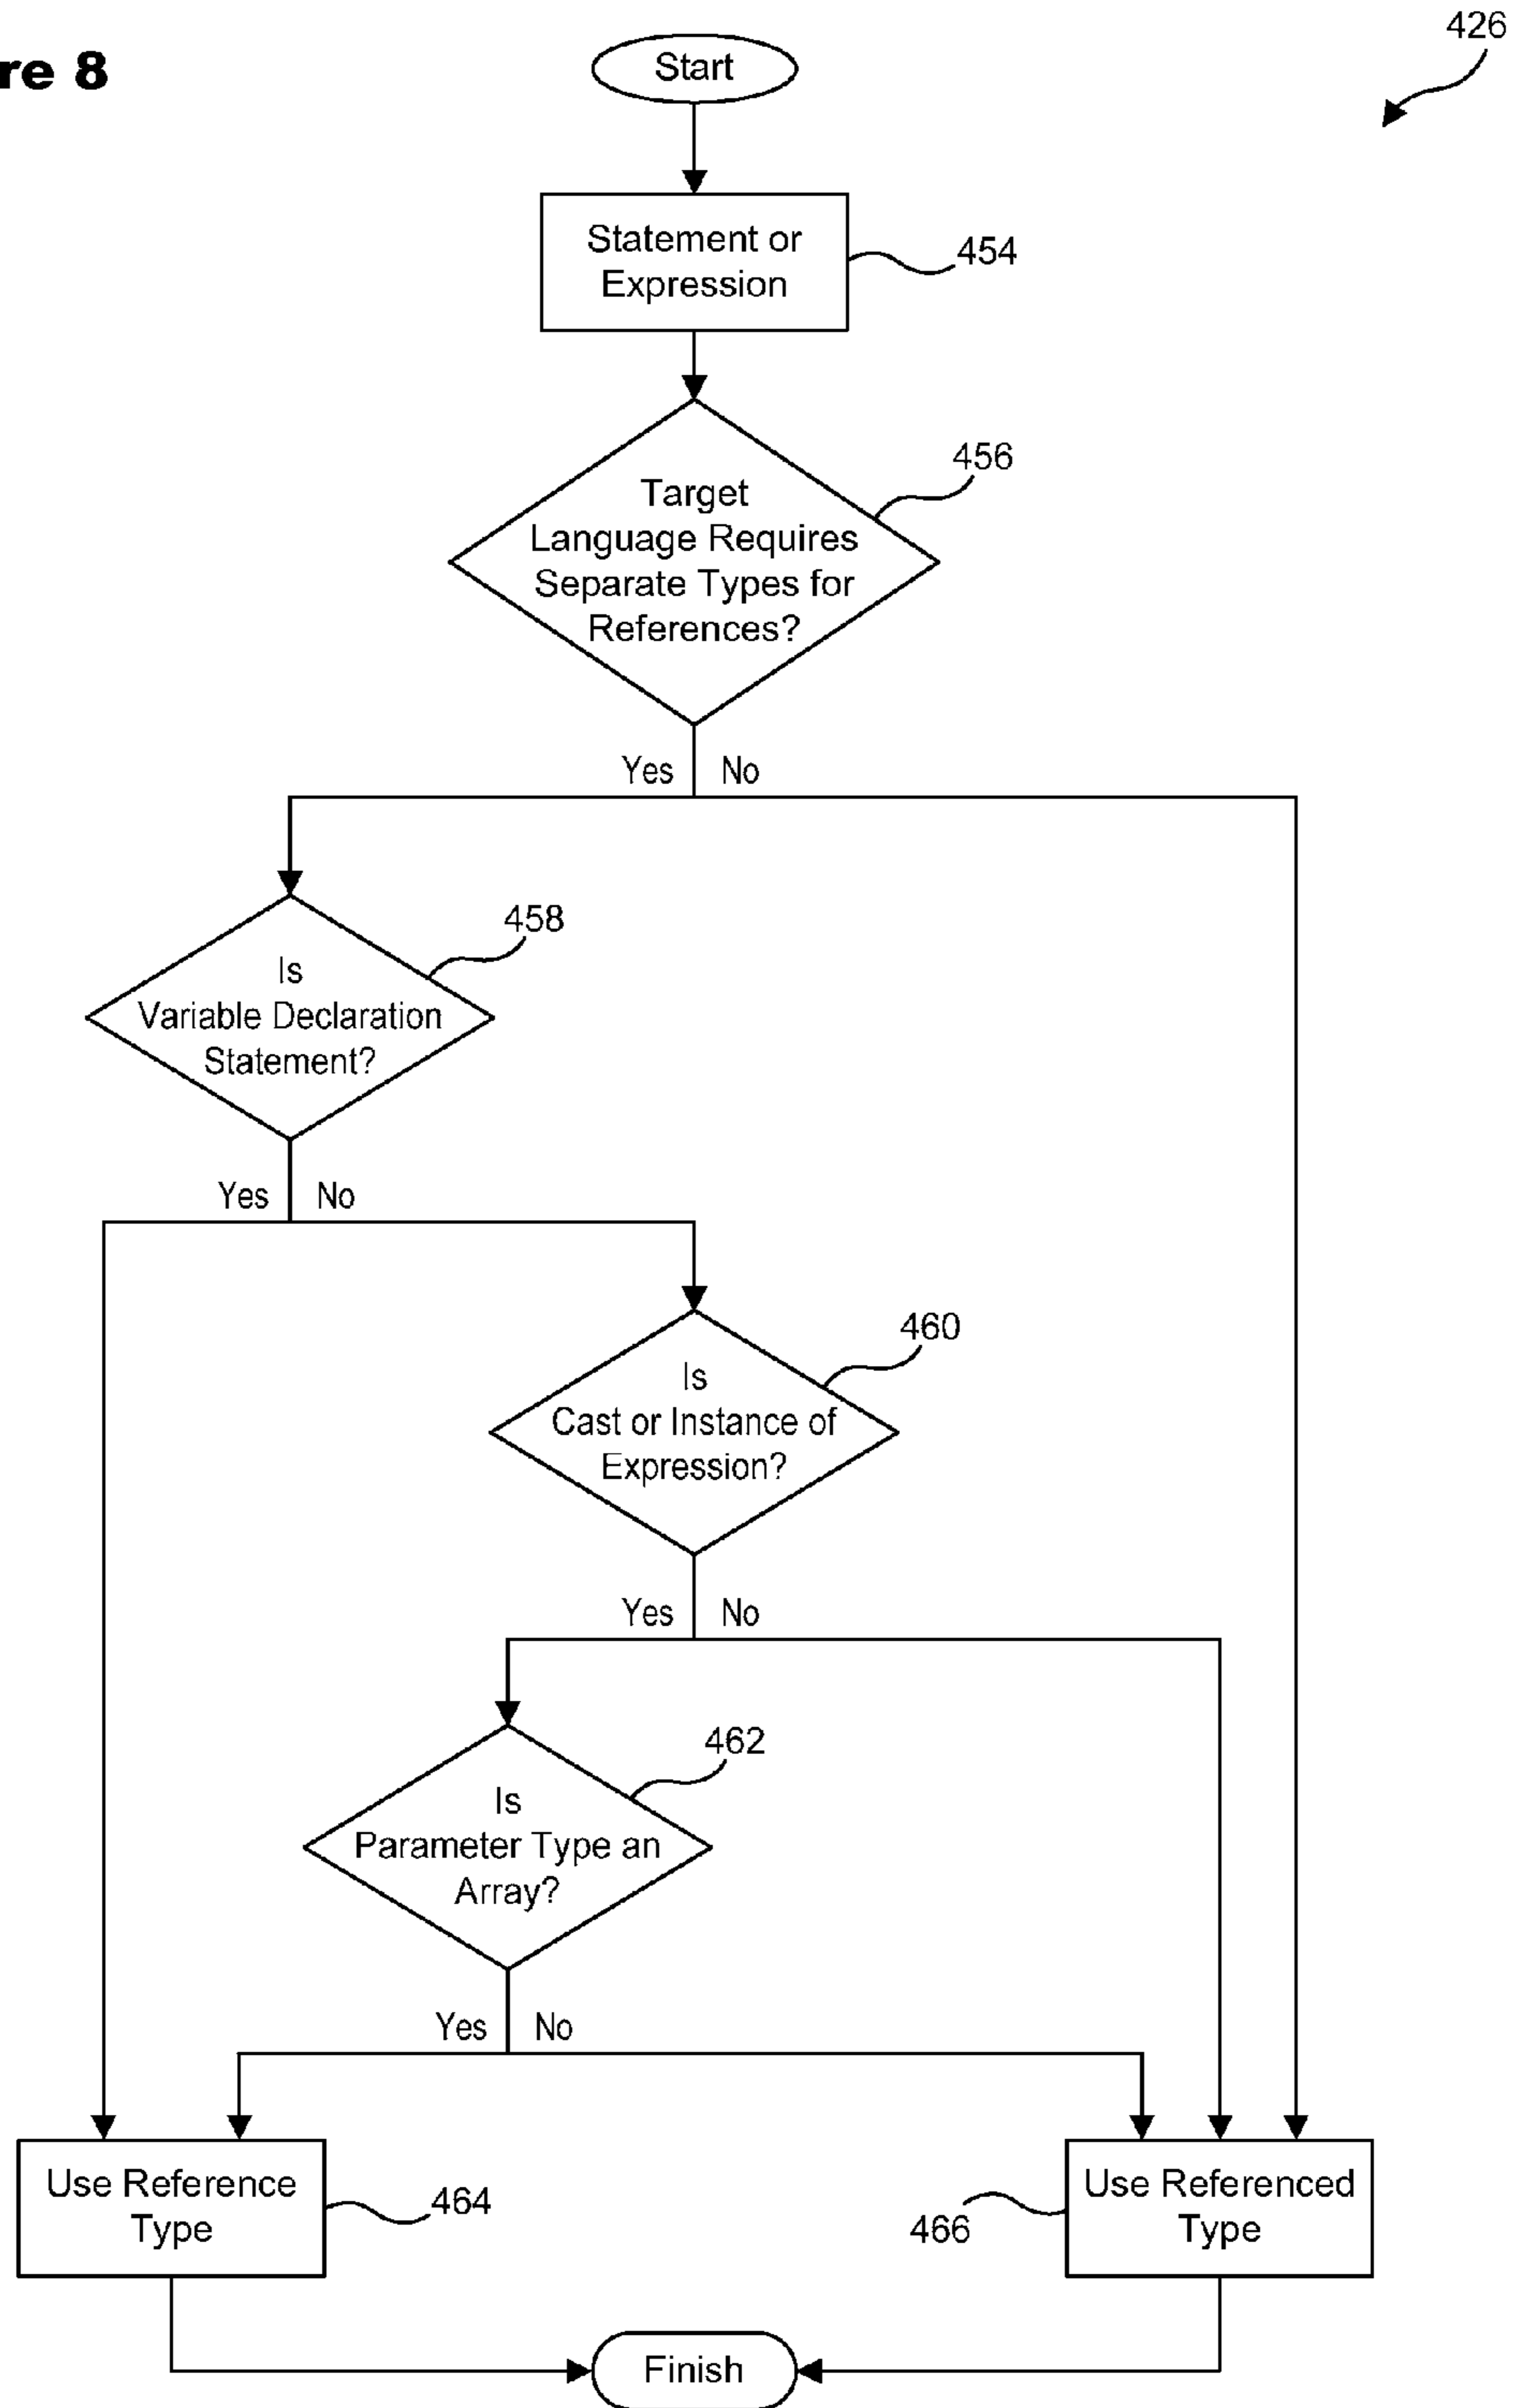 re 8
426
Start
Statement or
Expression
454
456
Target
Language Requires
Separate Types for
References?
Yes
No
458
Is
Variable Declaration
Statement?
Yes
No
460
Is
Cast or Instance of
Expression?
Yes
No
462
Is
Parameter Type an
Array?
Yes
No
Use Reference
Type
464
Use Referenced
Type
466
Finish